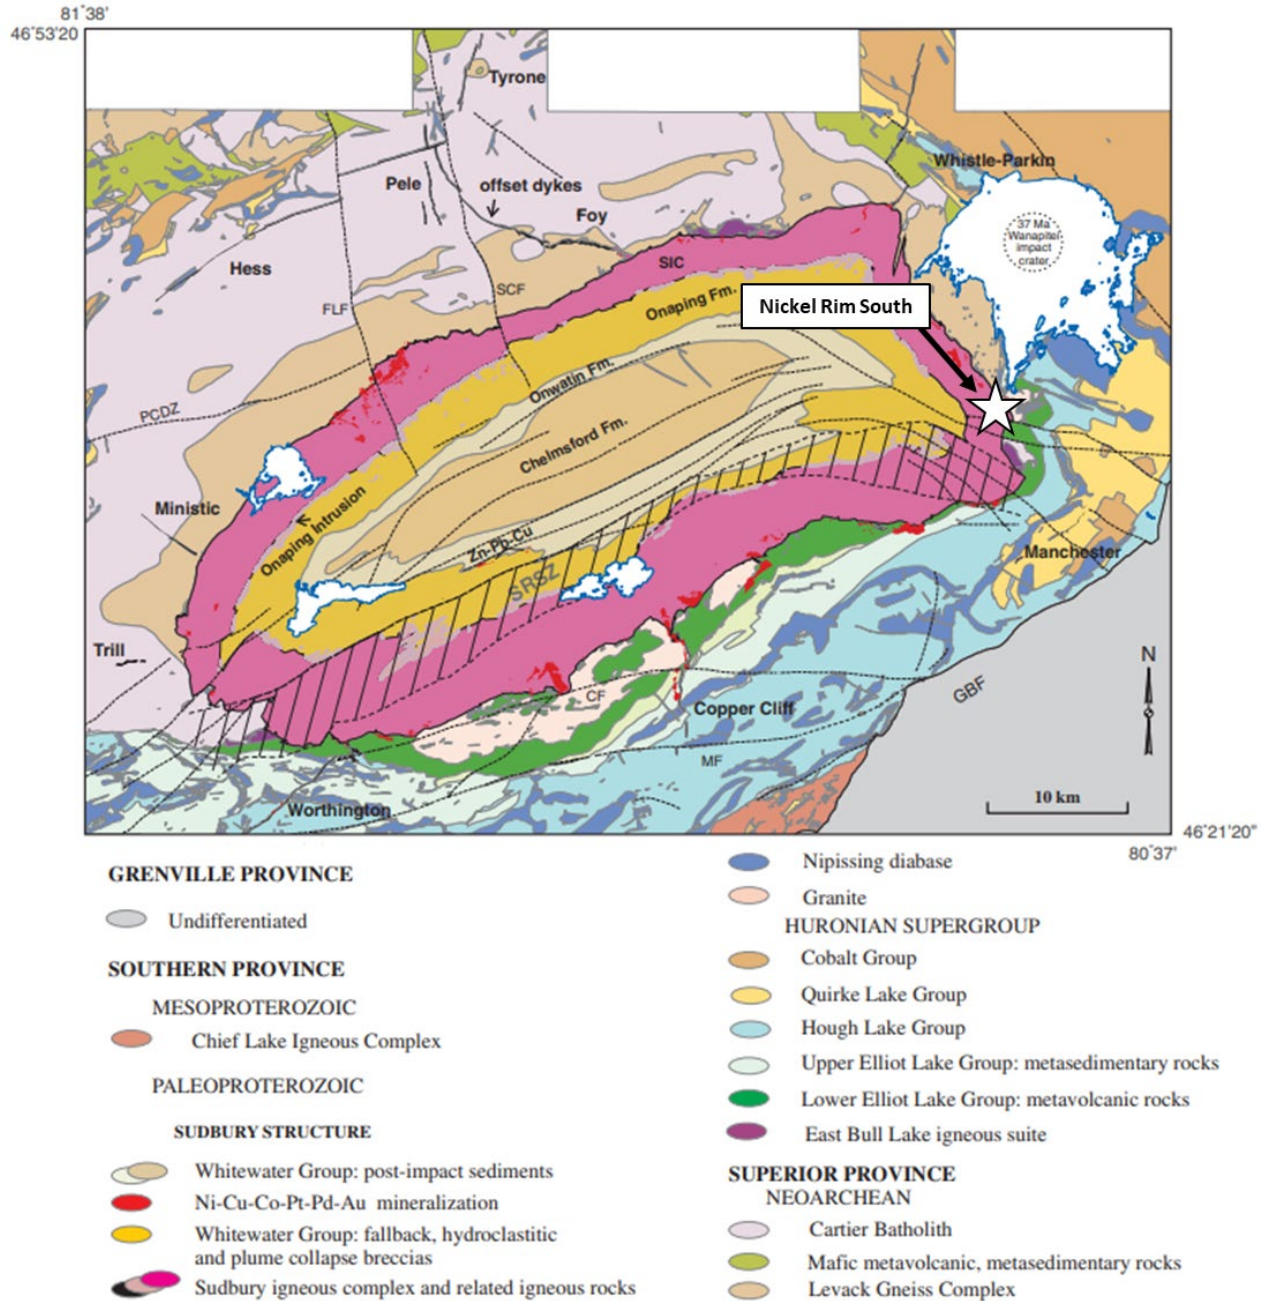 81°38'
46°53'20
Tyrone
Whistle-Parkin
Pele
offset dykes
Foy
37 Ma
Wanapitei
impact
crater
Hess
SIC
SCF
FLF
Onaping Fm.
Nickel Rim South
Onwatin Fm.
PCDZ
Chelmsford Fm.
Ministic
Onaping Intrusion
Zn-Pb-Cu
Manchester
SRSZ
Trill
N
CF
GBF
Copper Cliff
MF
10 km
Worthington
46°21'20"
80°37'
GRENVILLE PROVINCE
Undifferentiated
SOUTHERN PROVINCE
MESOPROTEROZOIC
Chief Lake Igneous Complex
PALEOPROTEROZOIC
SUDBURY STRUCTURE
Whitewater Group: post-impact sediments
Ni-Cu-Co-Pt-Pd-Au mineralization
Whitewater Group: fallback, hydroclastitic
and plume collapse breccias
Sudbury igneous complex and related igneous rocks
Nipissing diabase
Granite
HURONIAN SUPERGROUP
Cobalt Group
Quirke Lake Group
Hough Lake Group
Upper Elliot Lake Group: metasedimentary rocks
Lower Elliot Lake Group: metavolcanic rocks
East Bull Lake igneous suite
SUPERIOR PROVINCE
NEOARCHEAN
Cartier Batholith
Mafic metavolcanic, metasedimentary rocks
Levack Gneiss Complex